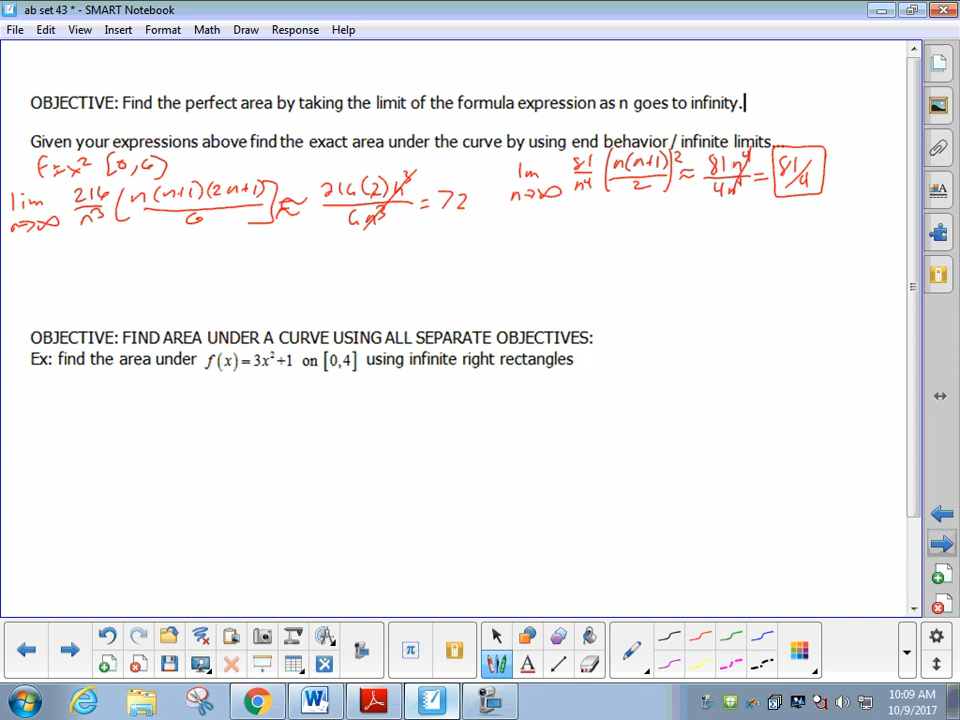 ab set 43 * - SMART Notebook
File Edit View Insert Format Math Draw Response Help
OBJECTIVE: Find the perfect area by taking the limit of the formula expression as n goes to infinity.
Given your expressions above find the exact area under the curve by using end behavior / infinite limits...
F=x² [0,6]
lim n→∞ 216/n³ [n(n+1)(2n+1)/6] ≈ 216(2)n³/6n³ = 72
lim n→∞ 81/n⁴ (n(n+1)/2)² ≈ 81n⁴/4n⁴ = 81/4
OBJECTIVE: FIND AREA UNDER A CURVE USING ALL SEPARATE OBJECTIVES:
Ex: find the area under f(x)=3x²+1 on [0,4] using infinite right rectangles
10:09 AM
10/9/2017